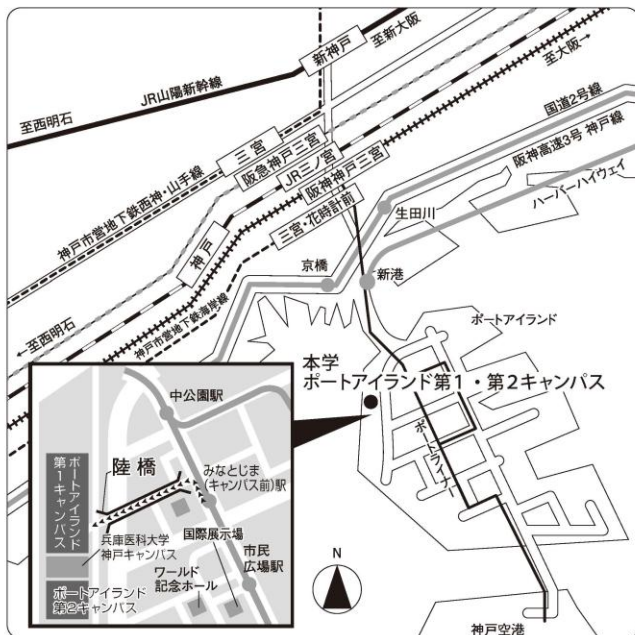 新神戸
至新大阪
JR山陽新幹線
至西明石
至大阪
国道2号線
阪神高速3号 神戸線
ハーバーハイウェイ
三宮
阪急神戸三宮
JR三ノ宮
阪神神戸三宮
三宮・花時計前
神戸市営地下鉄西神・山手線
神戸
生田川
京橋
新港
至西明石
神戸市営地下鉄海岸線
ポートアイランド
本学
ポートアイランド第1・第2キャンパス
ポートライナー
中公園駅
陸橋
ポートアイランド
第1キャンパス
みなとじま
(キャンパス前)駅
兵庫医科大学
神戸キャンパス
国際展示場
市民
広場駅
ワールド
記念ホール
ポートアイランド
第2キャンパス
N
神戸空港